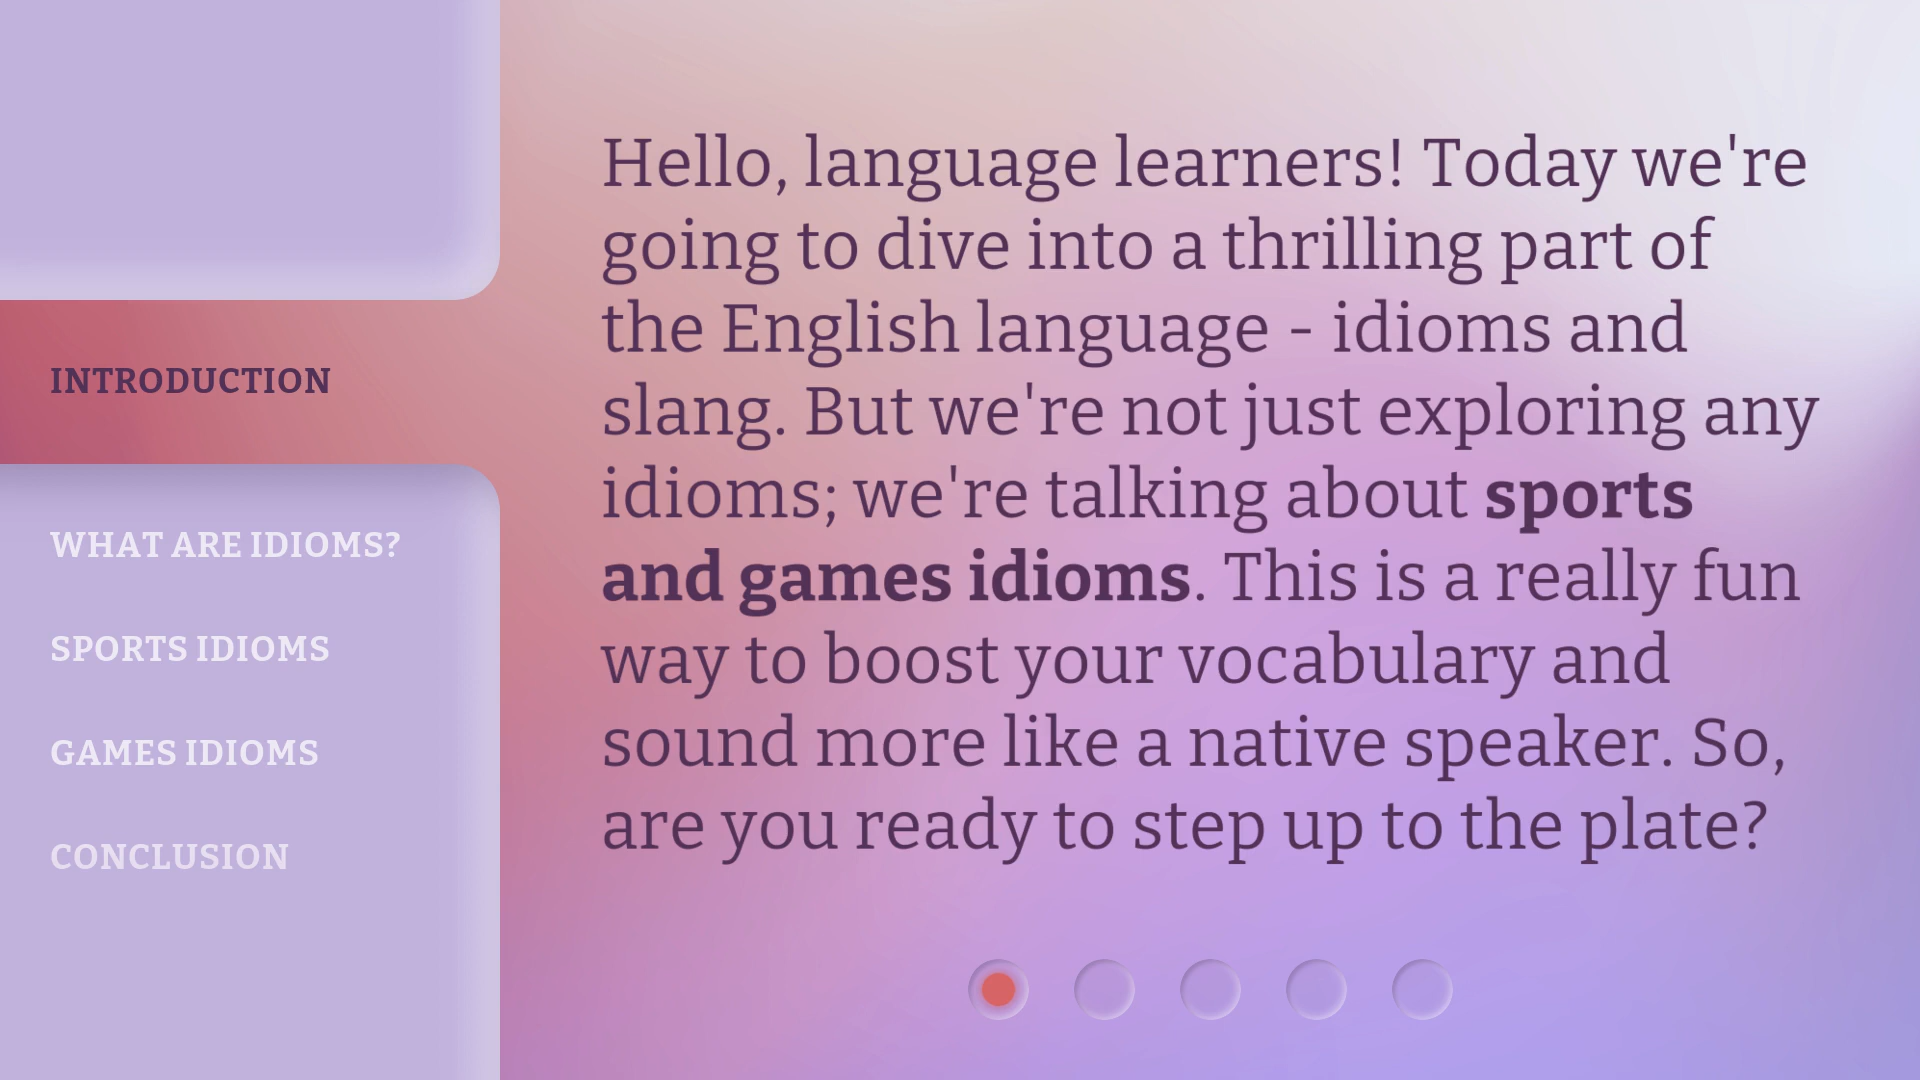 INTRODUCTION
WHAT ARE IDIOMS?
SPORTS IDIOMS
GAMES IDIOMS
CONCLUSION
Hello, language learners! Today we're
going to dive into a thrilling part of
the English language - idioms and
slang. But we're not just exploring any
idioms; we're talking about sports
and games idioms. This is a really fun
way to boost your vocabulary and
sound more like a native speaker. So,
are you ready to step up to the plate?